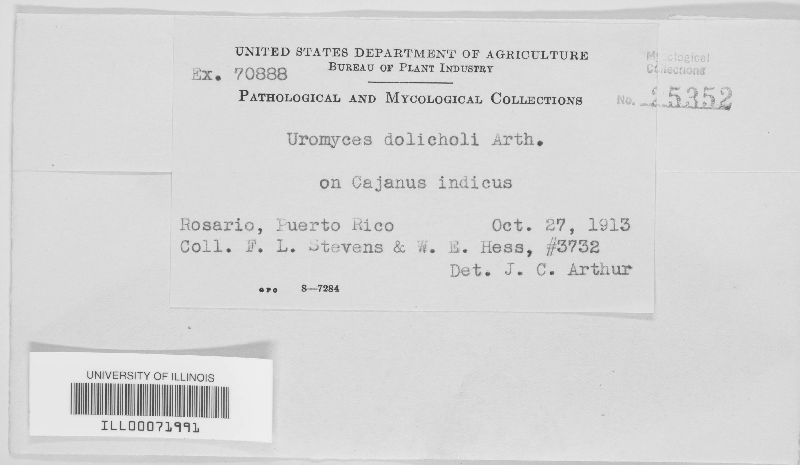 UNITED STATES DEPARTMENT OF AGRICULTURE
BUREAU OF PLANT INDUSTRY
Ex. 70888
PATHOLOGICAL AND MYCOLOGICAL COLLECTIONS
Mycological
Collections
No. 25352
Uromyces dolicholi Arth.
on Cajanus indicus
Rosario, Puerto Rico Oct. 27, 1913
Coll. F. L. Stevens & W. E. Hess, #3732
Det. J. C. Arthur
GPO 8—7284
UNIVERSITY OF ILLINOIS
ILL00071991